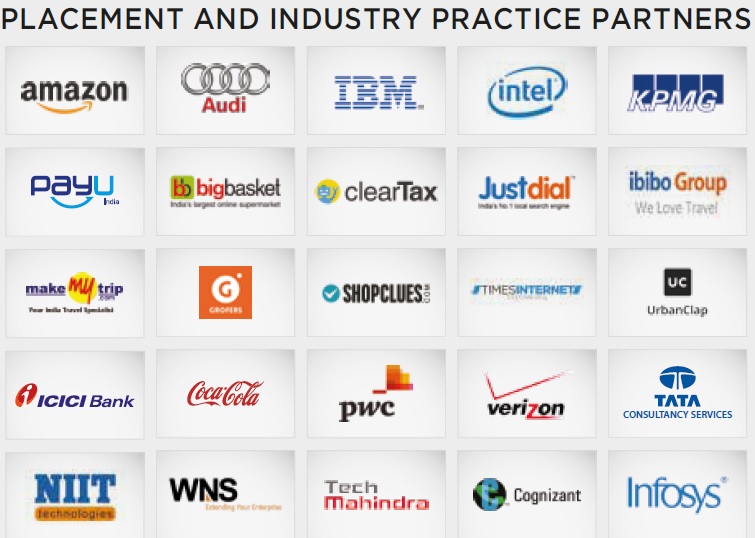 PLACEMENT AND INDUSTRY PRACTICE PARTNERS
amazon
Audi
IBM
intel
KPMG
PayU
India
bb bigbasket
India's largest online supermarket
clearTax
Justdial
India's no. 1 local search engine
ibibo Group
We Love Travel
make my trip
.com
Your India Travel Specialist
G
GROFERS
SHOPCLUES.COM
TIMESINTERNET
UC
UrbanClap
i ICICI Bank
Coca-Cola
pwc
verizon
TATA
CONSULTANCY SERVICES
NIIT
technologies
WNS
Extending Your Enterprise
Tech
Mahindra
Cognizant
Infosys®